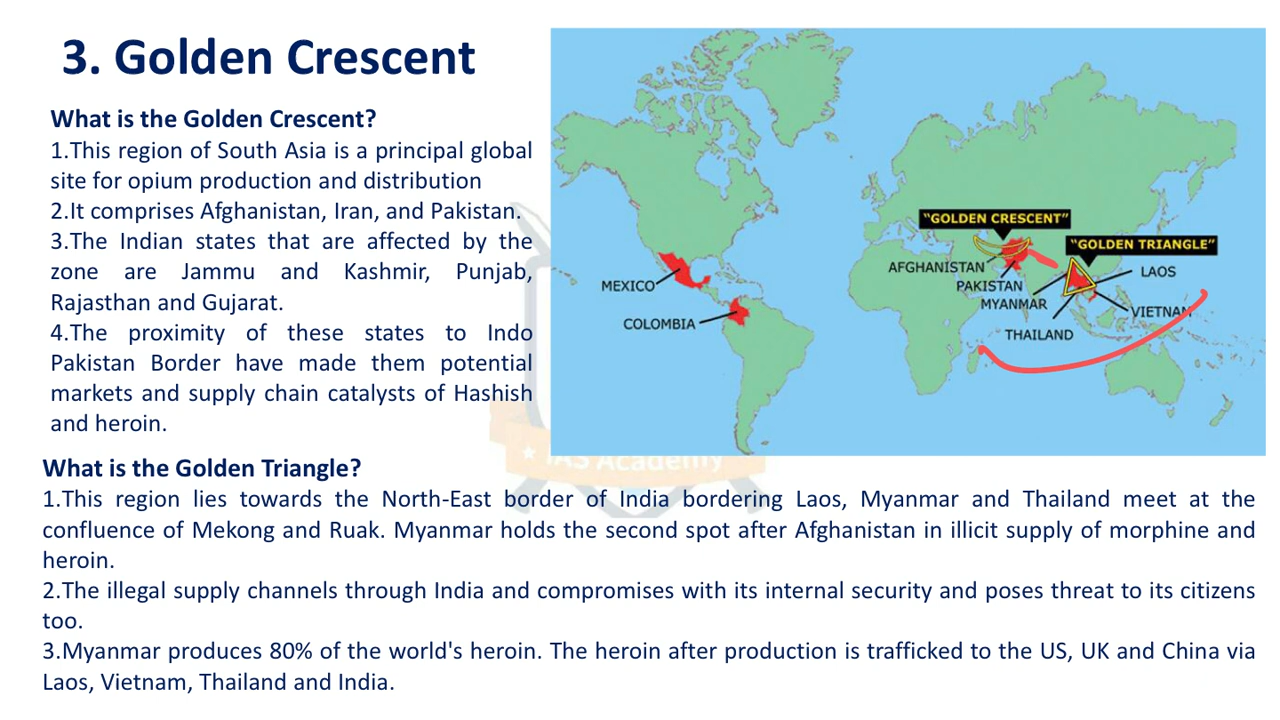 3. Golden Crescent
What is the Golden Crescent?
1.This region of South Asia is a principal global
site for opium production and distribution
2.It comprises Afghanistan, Iran, and Pakistan.
3.The Indian states that are affected by the
zone are Jammu and Kashmir, Punjab,
Rajasthan and Gujarat.
4.The proximity of these states to Indo
Pakistan Border have made them potential
markets and supply chain catalysts of Hashish
and heroin.
"GOLDEN CRESCENT"
"GOLDEN TRIANGLE"
AFGHANISTAN
LAOS
MEXICO
PAKISTAN
MYANMAR
VIETNAM
COLOMBIA
THAILAND
IAS Academy
What is the Golden Triangle?
1.This region lies towards the North-East border of India bordering Laos, Myanmar and Thailand meet at the
confluence of Mekong and Ruak. Myanmar holds the second spot after Afghanistan in illicit supply of morphine and
heroin.
2.The illegal supply channels through India and compromises with its internal security and poses threat to its citizens
too.
3.Myanmar produces 80% of the world's heroin. The heroin after production is trafficked to the US, UK and China via
Laos, Vietnam, Thailand and India.